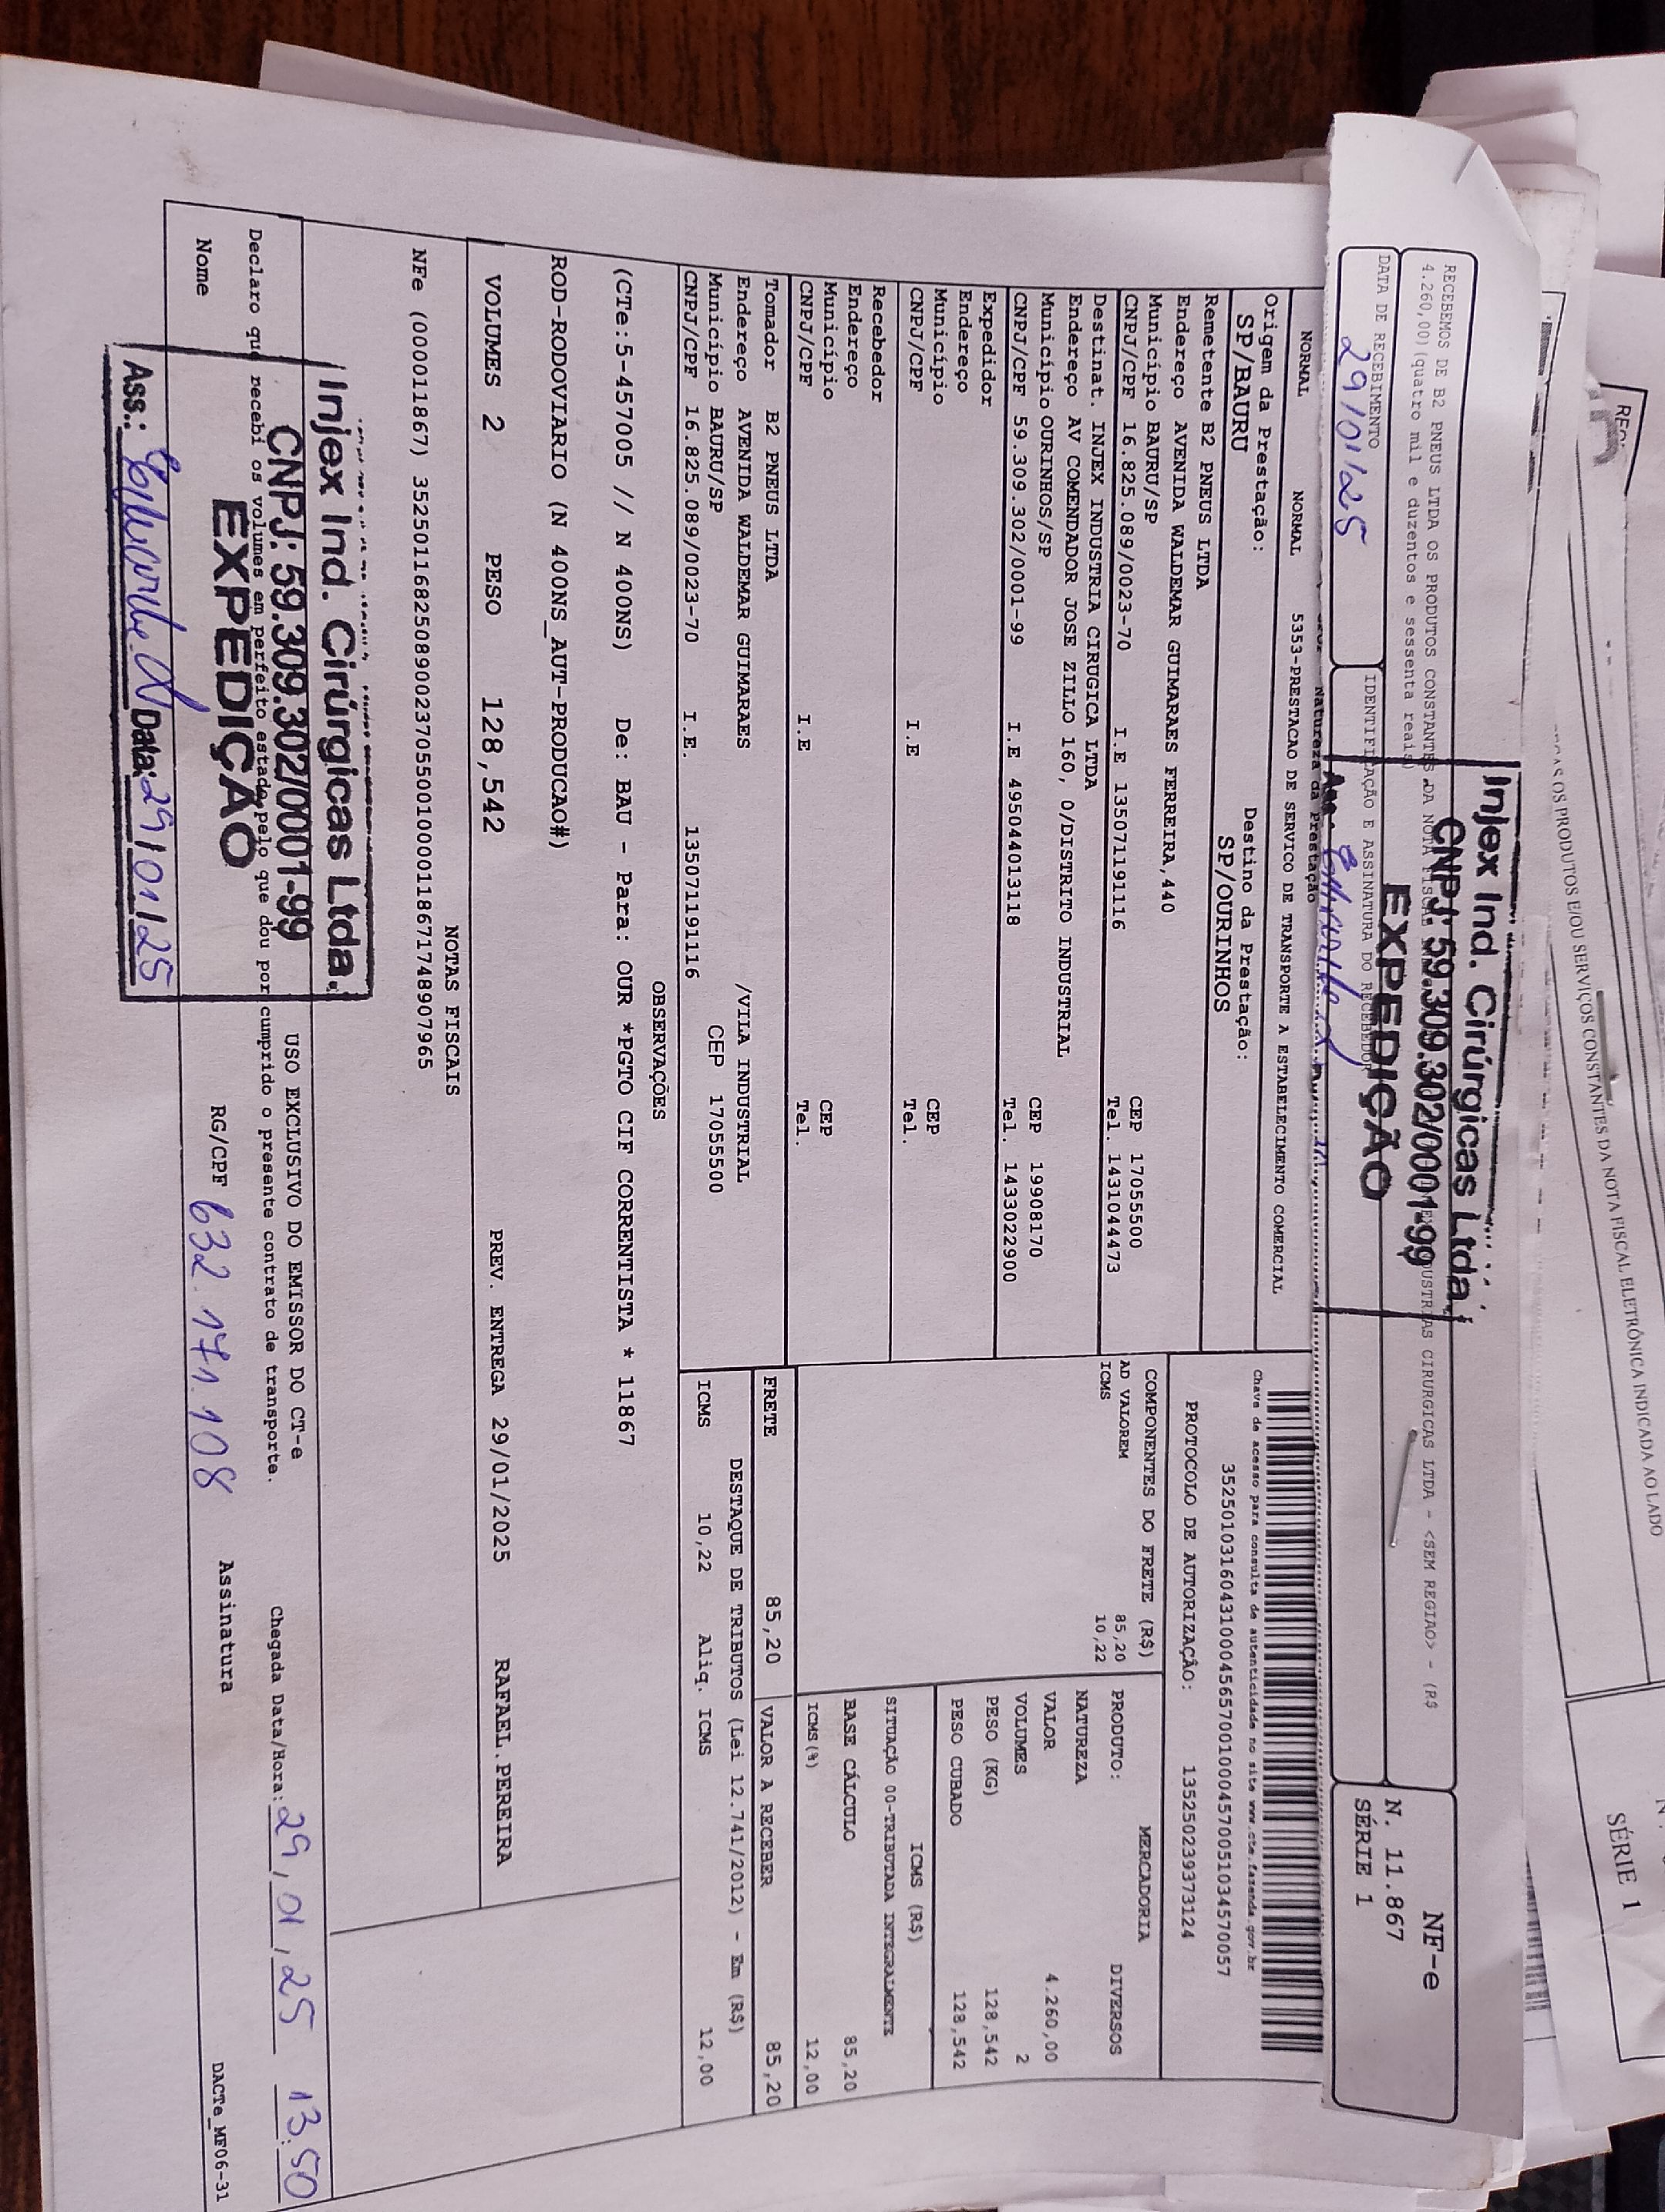 RECEBEMOS DE B2 PNEUS LTDA OS PRODUTOS CONSTANTES DA NOTA FISCAL INDUSTRIAS CIRURGICAS LTDA - <SEM REGIAO> - (R$
4.260,00)(quatro mil e duzentos e sessenta reais)
DATA DE RECEBIMENTO
29/01/25
IDENTIFICAÇÃO E ASSINATURA DO RECEBEDOR
Injex Ind. Cirúrgicas Ltda.
CNPJ: 59.309.302/0001-99
EXPEDIÇÃO
Ass.:
NF-e
N. 11.867
SÉRIE 1
Natureza da Prestação
NORMAL NORMAL 5353-PRESTACAO DE SERVICO DE TRANSPORTE A ESTABELECIMENTO COMERCIAL
Origem da Prestação: Destino da Prestação:
SP/BAURU SP/OURINHOS
Remetente B2 PNEUS LTDA
Endereço AVENIDA WALDEMAR GUIMARAES FERREIRA,440
Município BAURU/SP CEP 17055500
CNPJ/CPF 16.825.089/0023-70 I.E 135071191116 Tel. 143104473
Destinat. INJEX INDUSTRIA CIRUGICA LTDA
Endereço AV COMENDADOR JOSE ZILLO 160, 0/DISTRITO INDUSTRIAL
Município OURINHOS/SP CEP 19908170
CNPJ/CPF 59.309.302/0001-99 I.E 495044013118 Tel. 1433022900
Expedidor
Endereço
Município CEP
CNPJ/CPF I.E Tel.
Recebedor
Endereço
Município CEP
CNPJ/CPF I.E Tel.
Tomador B2 PNEUS LTDA
Endereço AVENIDA WALDEMAR GUIMARAES /VILA INDUSTRIAL
Município BAURU/SP CEP 17055500
CNPJ/CPF 16.825.089/0023-70 I.E. 135071191116
Chave de acesso para consulta de autenticidade no site www.cte.fazenda.gov.br
35250103160431000456570010004570051034570057
PROTOCOLO DE AUTORIZAÇÃO: 135250239373124
COMPONENTES DO FRETE (R$)
AD VALOREM 85,20
ICMS 10,22
MERCADORIA
PRODUTO: DIVERSOS
NATUREZA
VALOR 4.260,00
VOLUMES 2
PESO (KG) 128,542
PESO CUBADO 128,542
ICMS (R$)
SITUAÇÃO 00-TRIBUTADA INTEGRALMENTE
BASE CÁLCULO 85,20
ICMS(%) 12,00
FRETE 85,20 VALOR A RECEBER 85,20
DESTAQUE DE TRIBUTOS (Lei 12.741/2012) - Em (R$)
ICMS 10,22 Aliq. ICMS 12,00
OBSERVAÇÕES
(CTe:5-457005 // N 400NS) De: BAU - Para: OUR *PGTO CIF CORRENTISTA * 11867
ROD-RODOVIARIO (N 400NS_AUT-PRODUCAO#)
VOLUMES 2 PESO 128,542 PREV. ENTREGA 29/01/2025 RAFAEL.PEREIRA
NOTAS FISCAIS
NFe (000011867) 35250116825089002370550010000118671748907965
Injex Ind. Cirúrgicas Ltda.
CNPJ: 59.309.302/0001-99
EXPEDIÇÃO
Ass.: Data: 29/01/25
USO EXCLUSIVO DO EMISSOR DO CT-e
Declaro que recebi os volumes em perfeito estado, pelo que dou por cumprido o presente contrato de transporte.
Chegada Data/Hora: 29/01/25 13:50
Nome RG/CPF 632.171.108 Assinatura
DACTe_MF06-31
OS PRODUTOS E/OU SERVIÇOS CONSTANTES DA NOTA FISCAL ELETRÔNICA INDICADA AO LADO
SÉRIE 1